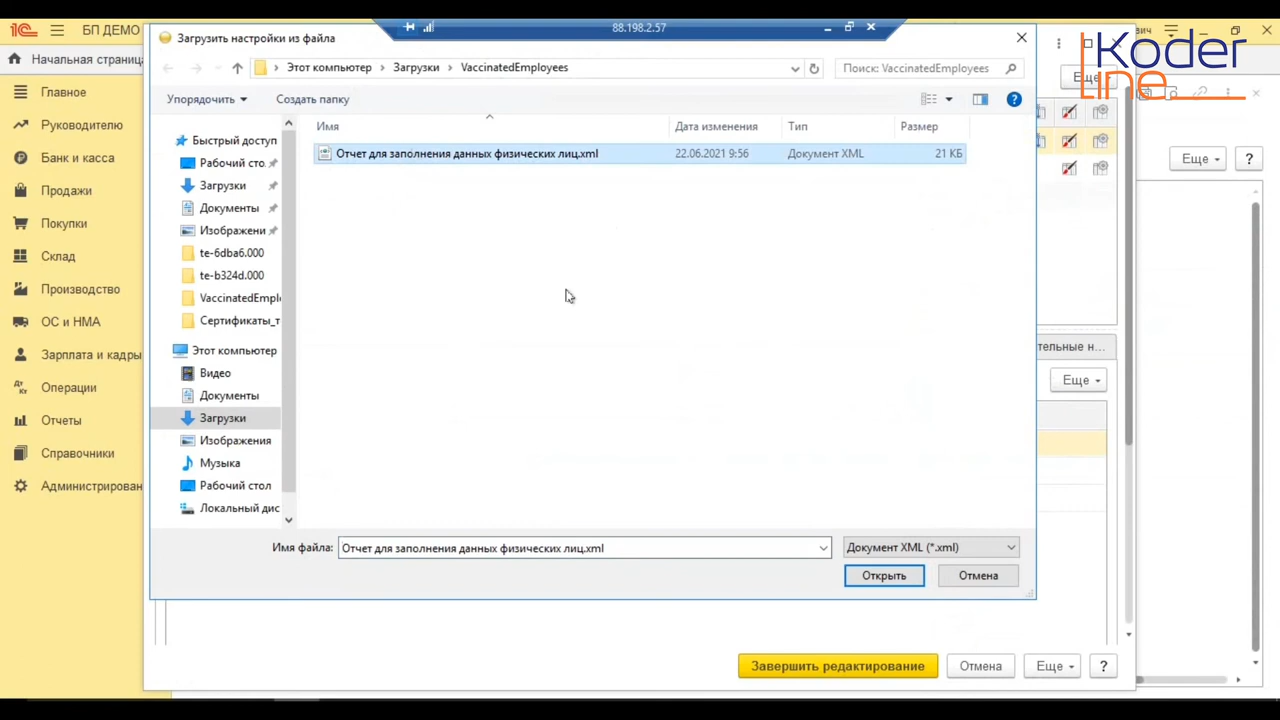 88.198.2.57
БП ДЕМО
Загрузить настройки из файла
Koder
Line
Начальная страница
Этот компьютер
Загрузки
VaccinatedEmployees
Поиск: VaccinatedEmployees
Еще
Главное
Упорядочить
Создать папку
Руководителю
Имя
Дата изменения
Тип
Размер
Быстрый доступ
Отчет для заполнения данных физических лиц.xml
22.06.2021 9:56
Документ XML
21 КБ
Банк и касса
Рабочий сто
Еще
?
Продажи
Загрузки
Документы
Покупки
Изображени
Склад
te-6dba6.000
te-b324d.000
Производство
VaccinatedEmpl
ОС и НМА
Сертификаты_т
Зарплата и кадры
Этот компьютер
тельные н...
Видео
Еще
Операции
Документы
Отчеты
Загрузки
Изображения
Справочники
Музыка
Администрирован
Рабочий стол
Локальный дис
Имя файла:
Отчет для заполнения данных физических лиц.xml
Документ XML (*.xml)
Открыть
Отмена
Завершить редактирование
Отмена
Еще
?